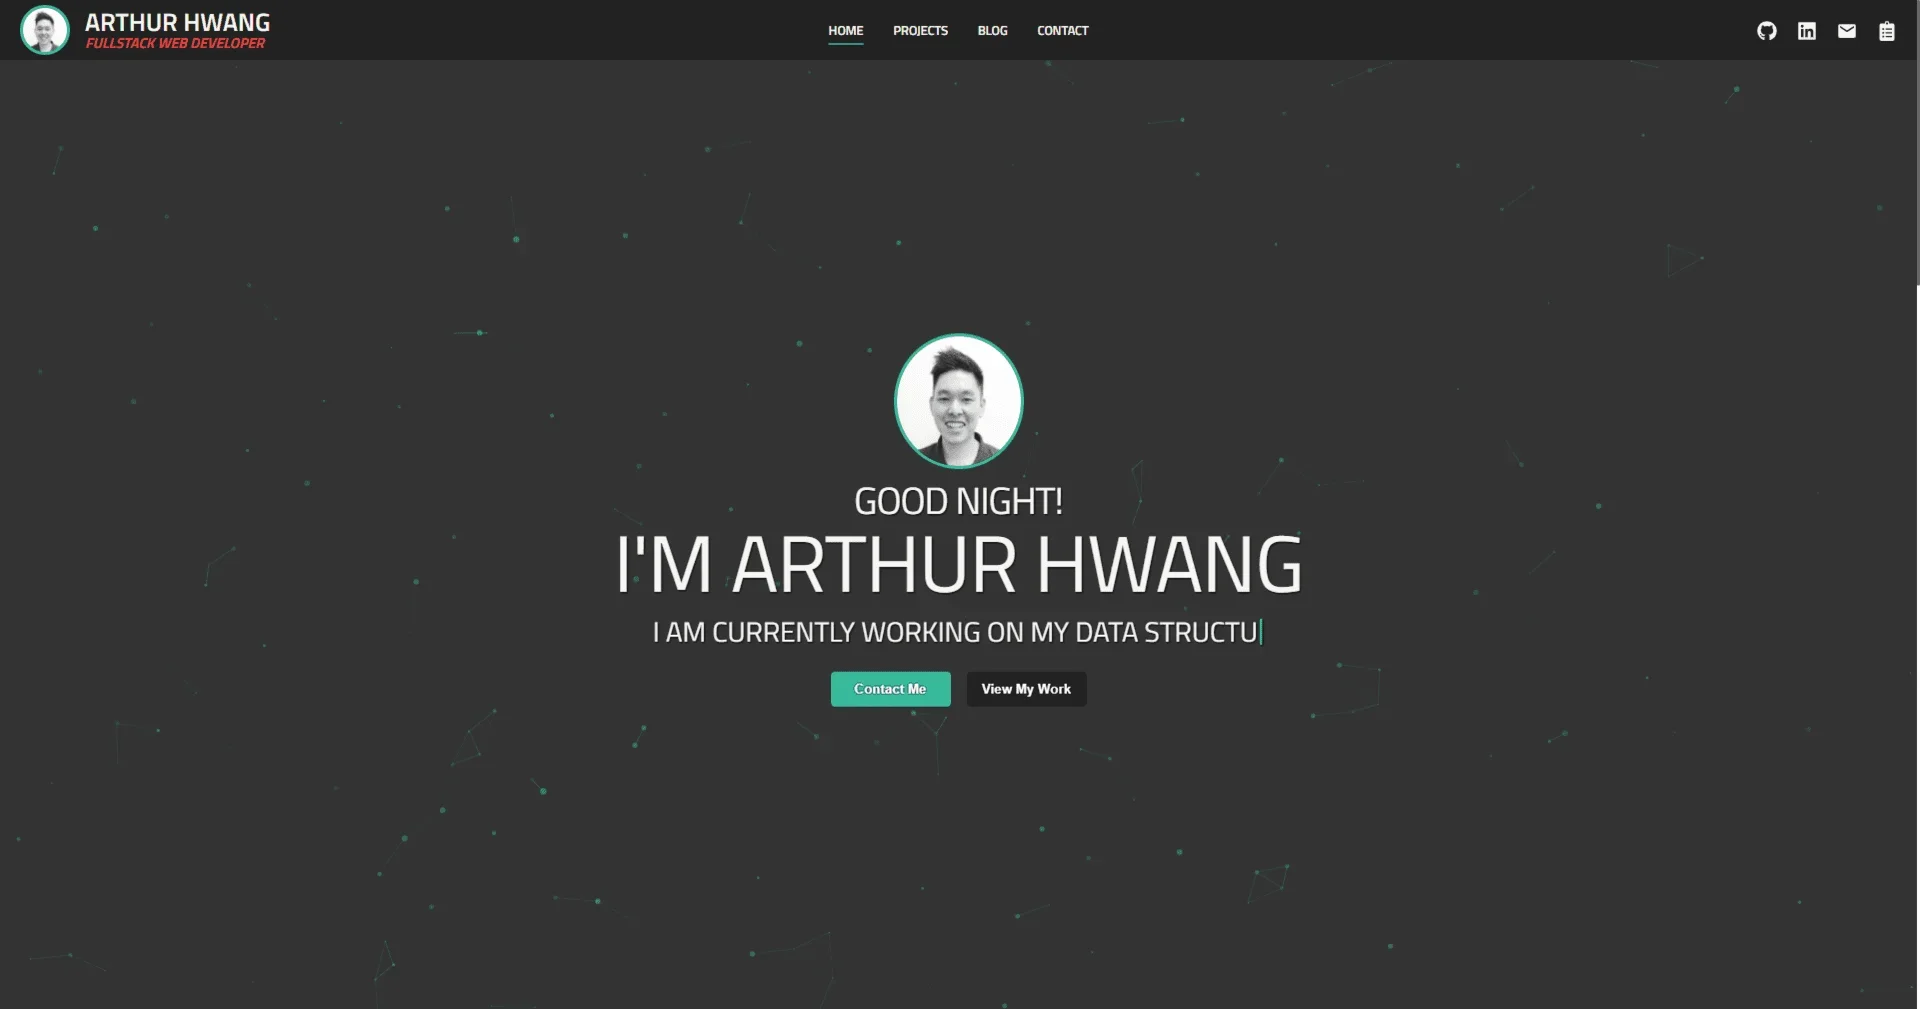 ARTHUR HWANG
FULLSTACK WEB DEVELOPER
HOME PROJECTS BLOG CONTACT
GOOD NIGHT!
I'M ARTHUR HWANG
I AM CURRENTLY WORKING ON MY DATA STRUCTU
Contact Me View My Work